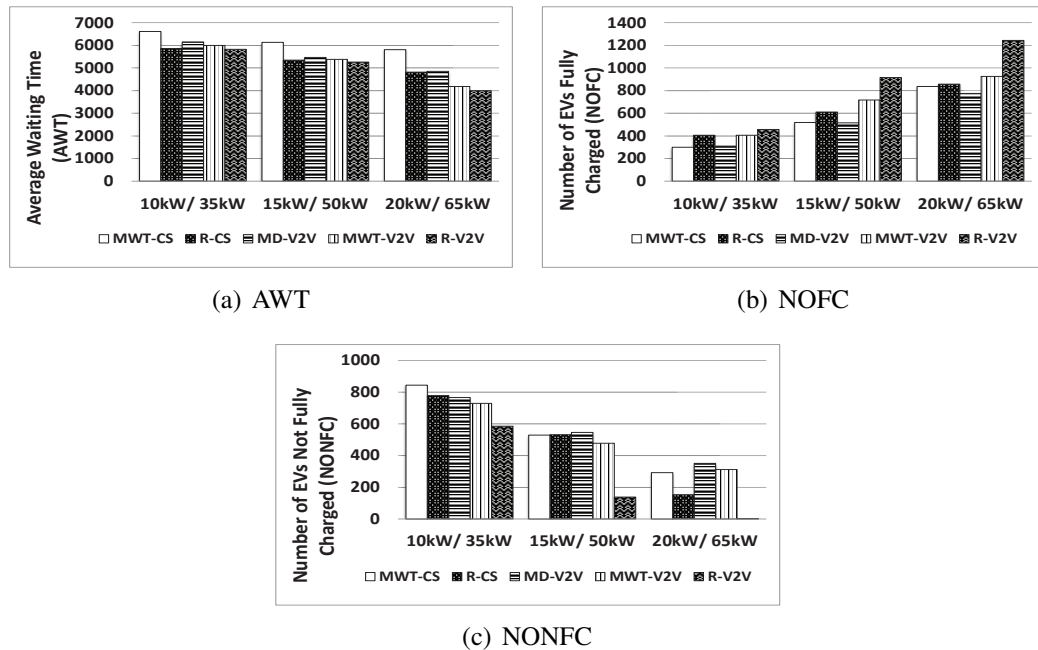 7000
6000
5000
4000
3000
2000
1000
0
Average Waiting Time
(AWT)
10kW/ 35kW 15kW/ 50kW 20kW/ 65kW
MWT-CS R-CS MD-V2V MWT-V2V R-V2V
(a) AWT
1400
1200
1000
800
600
400
200
0
Number of EVs Fully
Charged (NOFC)
10kW/ 35kW 15kW/ 50kW 20kW/ 65kW
MWT-CS R-CS MD-V2V MWT-V2V R-V2V
(b) NOFC
1000
800
600
400
200
0
Number of EVs Not Fully
Charged (NONFC)
10kW/ 35kW 15kW/ 50kW 20kW/ 65kW
MWT-CS R-CS MD-V2V MWT-V2V R-V2V
(c) NONFC